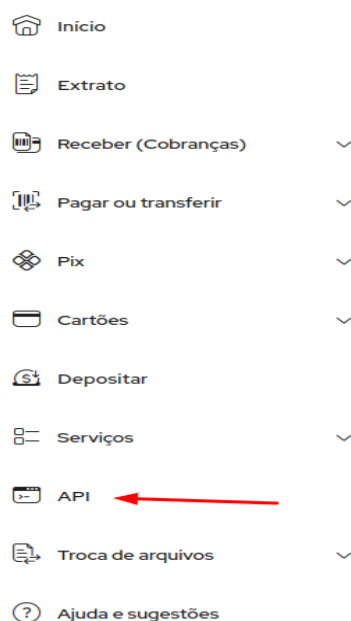 Início
Extrato
Receber (Cobranças)
Pagar ou transferir
Pix
Cartões
Depositar
Serviços
API
Troca de arquivos
Ajuda e sugestões